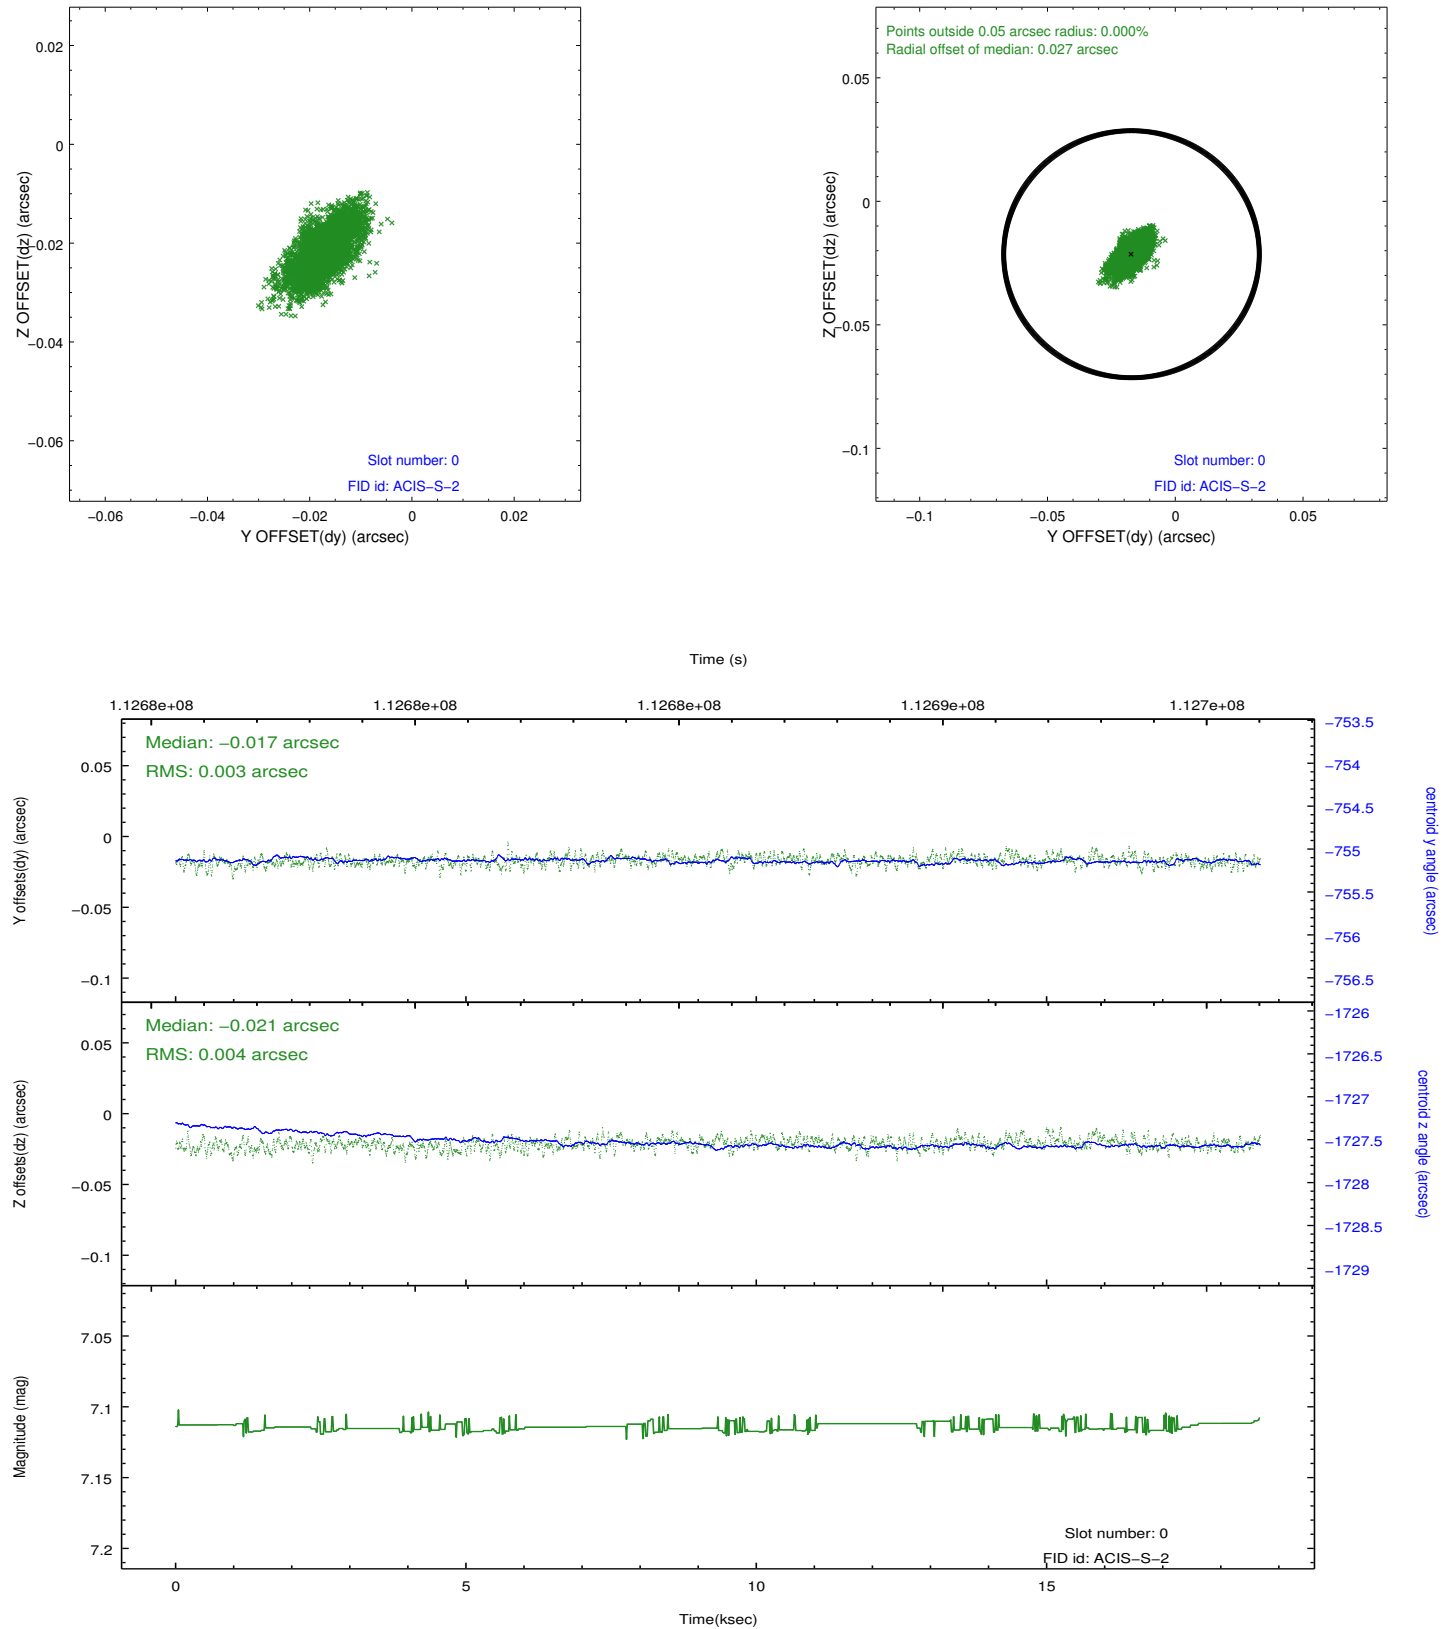 0.02
0
−0.02
−0.04
−0.06
Z OFFSET(dz) (arcsec)
Slot number: 0
FID id: ACIS−S−2
−0.06
−0.04
−0.02
0
0.02
Y OFFSET(dy) (arcsec)
Points outside 0.05 arcsec radius: 0.000%
Radial offset of median: 0.027 arcsec
0.05
0
−0.05
−0.1
Z OFFSET(dz) (arcsec)
Slot number: 0
FID id: ACIS−S−2
−0.1
−0.05
0
0.05
Y OFFSET(dy) (arcsec)
Time (s)
1.1268e+08
1.1268e+08
1.1268e+08
1.1269e+08
1.127e+08
Median: −0.017 arcsec
RMS: 0.003 arcsec
0.05
0
−0.05
−0.1
Y offsets(dy) (arcsec)
−753.5
−754
−754.5
−755
−755.5
−756
−756.5
centroid y angle (arcsec)
Median: −0.021 arcsec
RMS: 0.004 arcsec
0.05
0
−0.05
−0.1
Z offsets(dz) (arcsec)
−1726
−1726.5
−1727
−1727.5
−1728
−1728.5
−1729
centroid z angle (arcsec)
7.05
7.1
7.15
7.2
Magnitude (mag)
Slot number: 0
FID id: ACIS−S−2
0
5
10
15
Time(ksec)